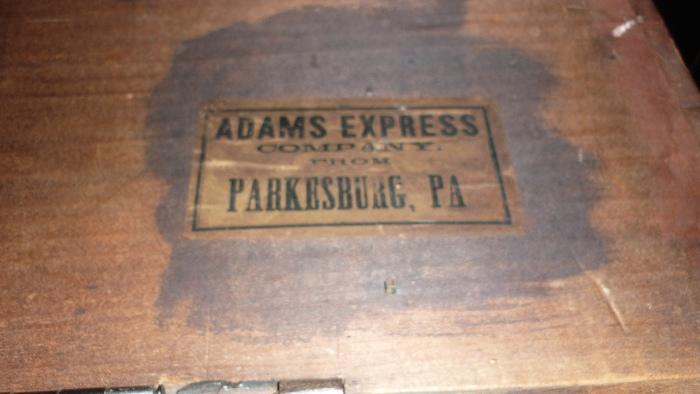 ADAMS EXPRESS
COMPANY.
FROM
PARKESBURG, PA